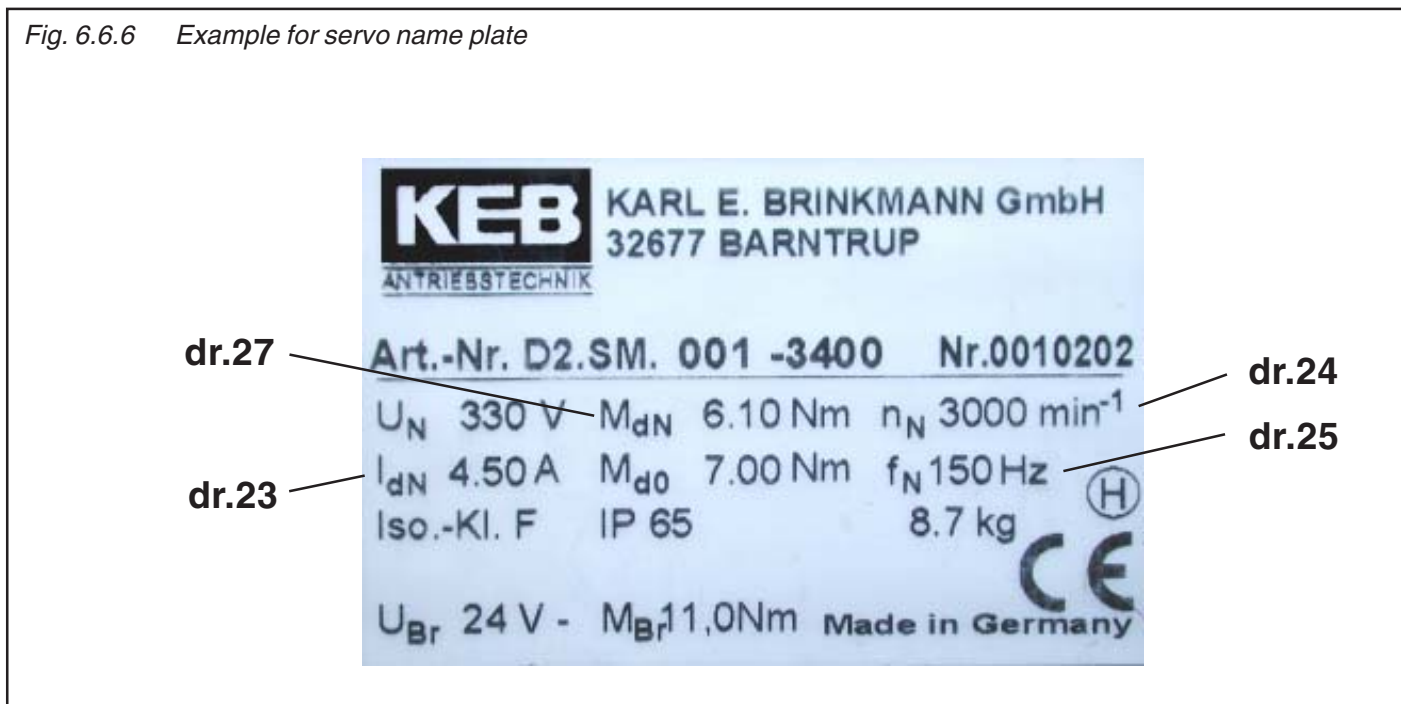 Fig. 6.6.6 Example for servo name plate
KEB
ANTRIEBSTECHNIK
KARL E. BRINKMANN GmbH
32677 BARNTRUP
dr.27
Art.-Nr. D2.SM. 001 -3400 Nr.0010202
dr.24
U_N 330 V M_dN 6.10 Nm n_N 3000 min⁻¹
dr.25
dr.23
I_dN 4.50 A M_d0 7.00 Nm f_N 150 Hz
H
Iso.-Kl. F IP 65 8.7 kg
CE
U_Br 24 V - M_Br 11,0Nm Made in Germany